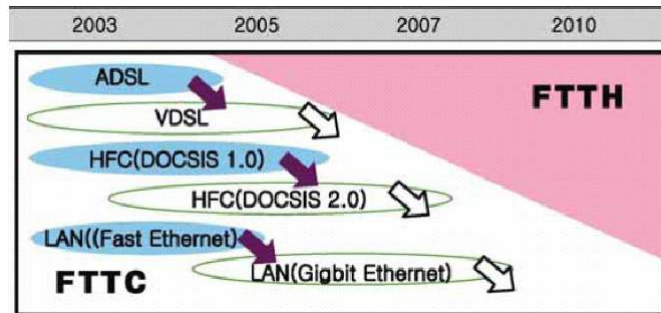 2003 2005 2007 2010
ADSL
FTTH
VDSL
HFC(DOCSIS 1.0)
HFC(DOCSIS 2.0)
LAN((Fast Ethernet)
LAN(Gigbit Ethernet)
FTTC